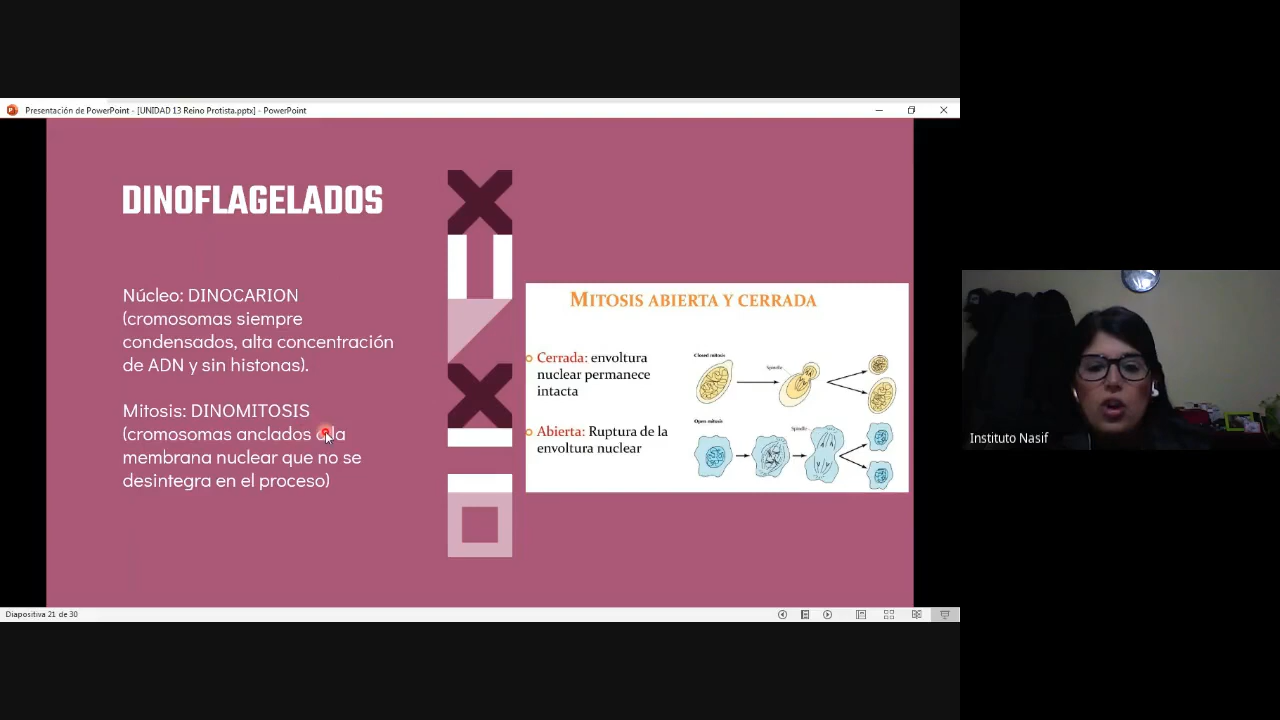 Presentación de PowerPoint - [UNIDAD 13 Reino Protista.pptx] - PowerPoint
DINOFLAGELADOS
Núcleo: DINOCARION
(cromosomas siempre
condensados, alta concentración
de ADN y sin histonas).
Mitosis: DINOMITOSIS
(cromosomas anclados a la
membrana nuclear que no se
desintegra en el proceso)
MITOSIS ABIERTA Y CERRADA
Cerrada: envoltura
nuclear permanece
intacta
Abierta: Ruptura de la
envoltura nuclear
Closed mitosis
Spindle
Open mitosis
Spindle
Instituto Nasif
Diapositiva 21 de 30